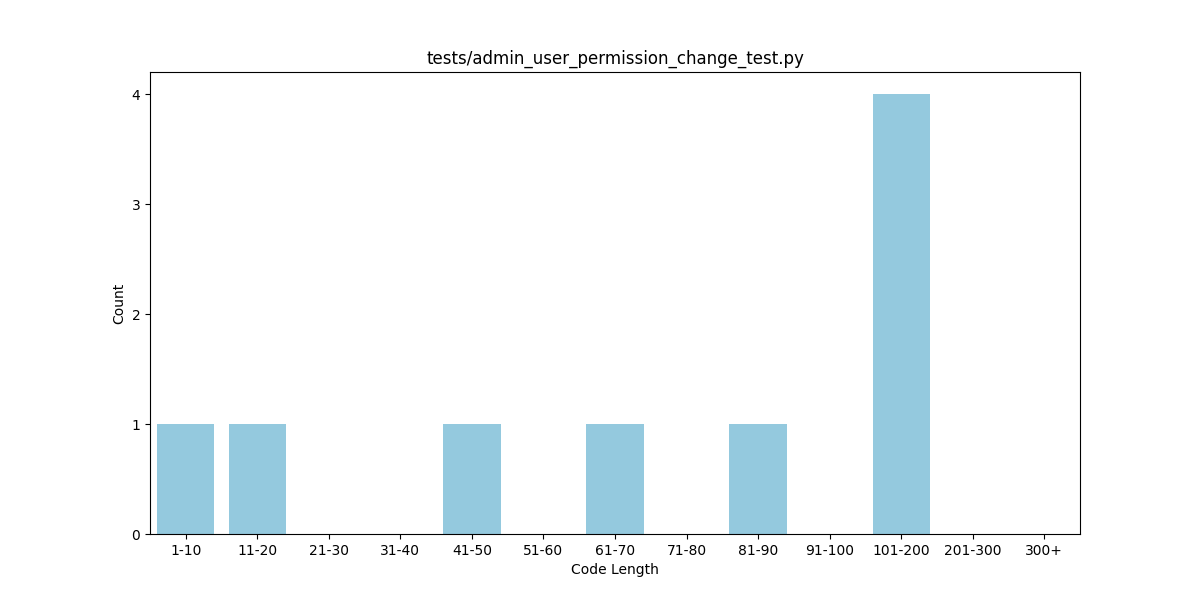 tests/admin_user_permission_change_test.py
4
3
2
1
0
Count
1-10 11-20 21-30 31-40 41-50 51-60 61-70 71-80 81-90 91-100 101-200 201-300 300+
Code Length